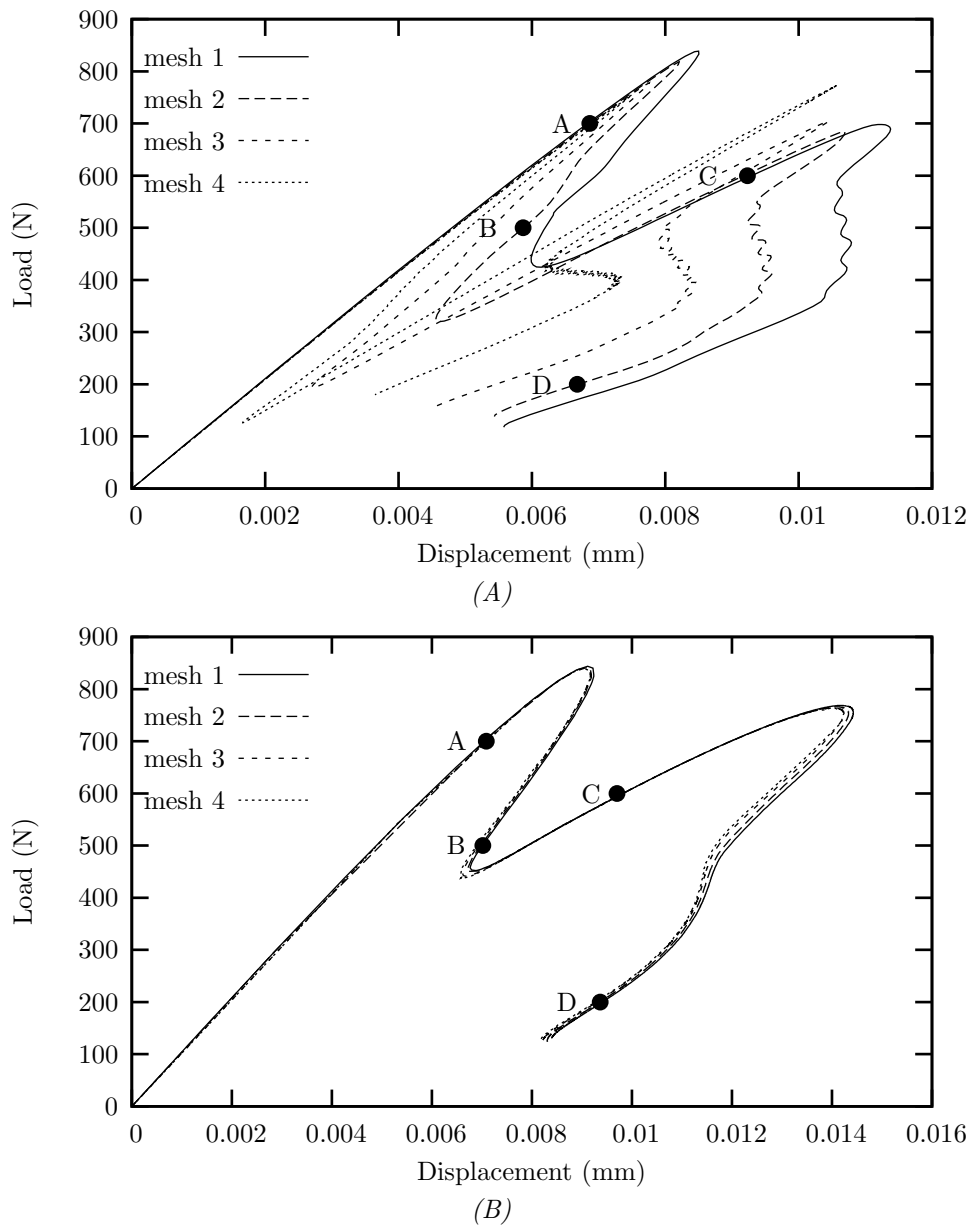 900
800
700
600
500
400
300
200
100
0
Load (N)
mesh 1
mesh 2
mesh 3
mesh 4
A
B
C
D
0 0.002 0.004 0.006 0.008 0.01 0.012
Displacement (mm)
(A)
900
800
700
600
500
400
300
200
100
0
Load (N)
mesh 1
mesh 2
mesh 3
mesh 4
A
B
C
D
0 0.002 0.004 0.006 0.008 0.01 0.012 0.014 0.016
Displacement (mm)
(B)